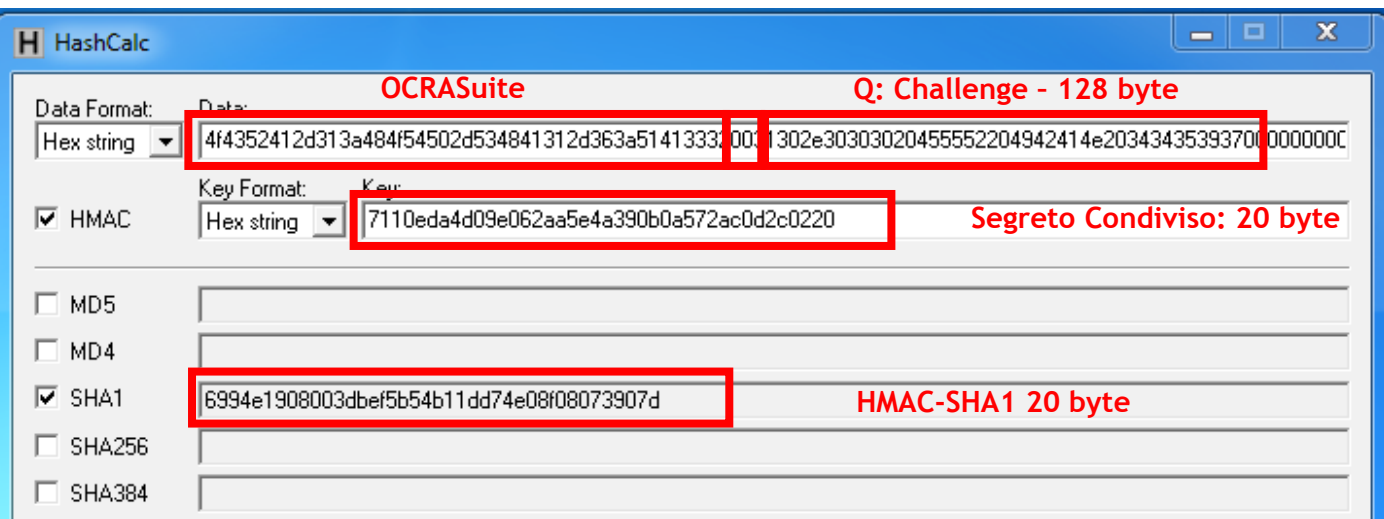 HashCalc
OCRASuite
Q: Challenge – 128 byte
Data Format:
Data:
Hex string
4f4352412d313a484f54502d534841312d363a514133320031302e30303020455552204942414e20343435393700000000
Key Format:
Key:
HMAC
Hex string
7110eda4d09e062aa5e4a390b0a572ac0d2c0220
Segreto Condiviso: 20 byte
MD5
MD4
SHA1
6994e1908003dbef5b54b11dd74e08f08073907d
HMAC-SHA1 20 byte
SHA256
SHA384